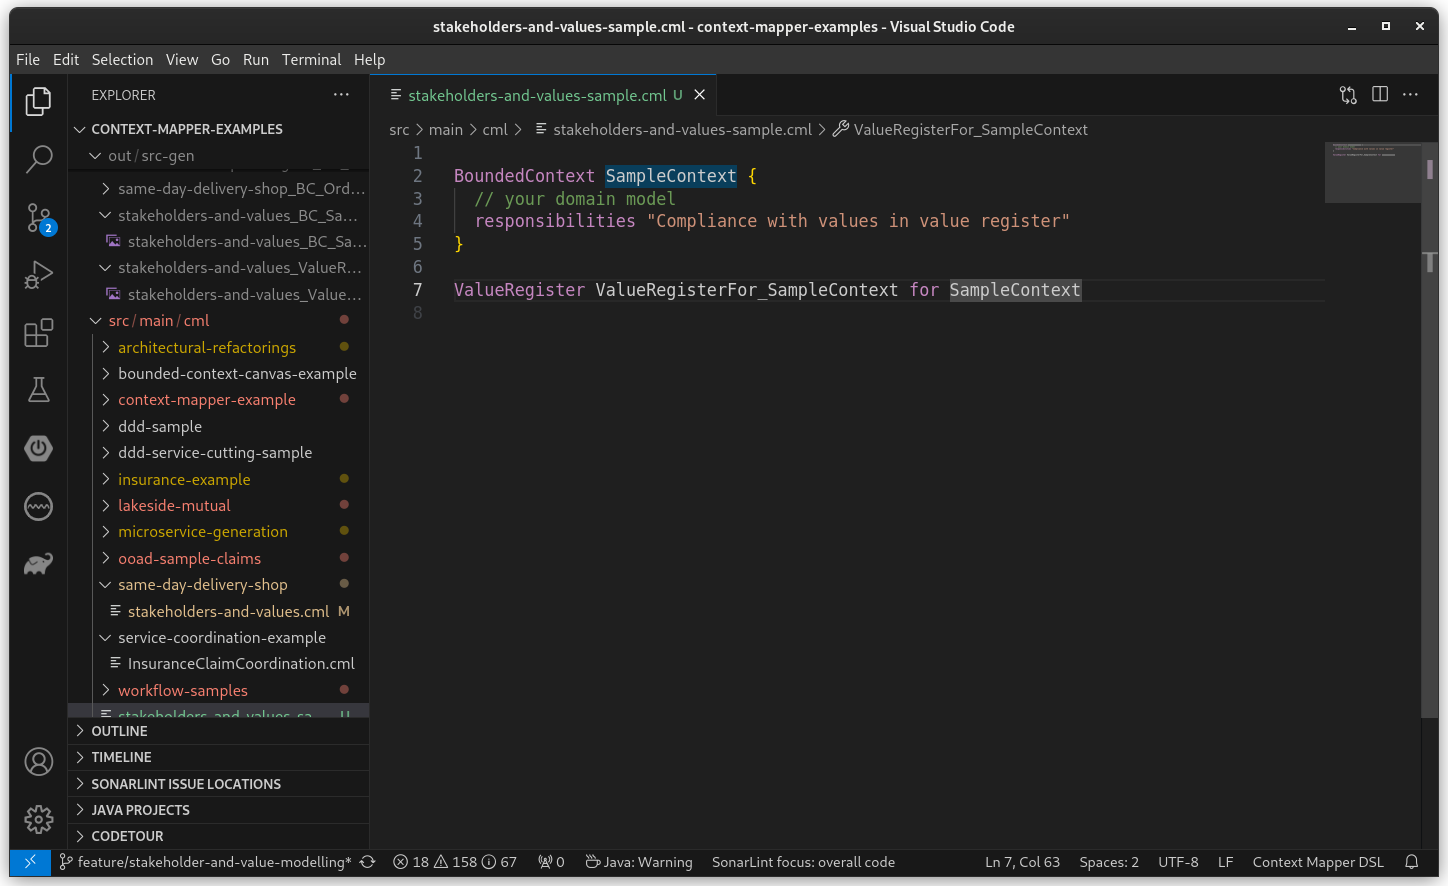 stakeholders-and-values-sample.cml - context-mapper-examples - Visual Studio Code
File Edit Selection View Go Run Terminal Help
EXPLORER
CONTEXT-MAPPER-EXAMPLES
out / src-gen
same-day-delivery-shop_BC_Ord...
stakeholders-and-values_BC_Sa...
stakeholders-and-values_BC_Sa...
stakeholders-and-values_ValueR...
stakeholders-and-values_Value...
src / main / cml
architectural-refactorings
bounded-context-canvas-example
context-mapper-example
ddd-sample
ddd-service-cutting-sample
insurance-example
lakeside-mutual
microservice-generation
ooad-sample-claims
same-day-delivery-shop
stakeholders-and-values.cml M
service-coordination-example
InsuranceClaimCoordination.cml
workflow-samples
stakeholders-and-values-sa... U
OUTLINE
TIMELINE
SONARLINT ISSUE LOCATIONS
JAVA PROJECTS
CODETOUR
2
stakeholders-and-values-sample.cml U
src > main > cml > stakeholders-and-values-sample.cml > ValueRegisterFor_SampleContext
1
2 BoundedContext SampleContext {
3 // your domain model
4 responsibilities "Compliance with values in value register"
5 }
6
7 ValueRegister ValueRegisterFor_SampleContext for SampleContext
8
feature/stakeholder-and-value-modelling* 18 158 67 0 Java: Warning SonarLint focus: overall code Ln 7, Col 63 Spaces: 2 UTF-8 LF Context Mapper DSL